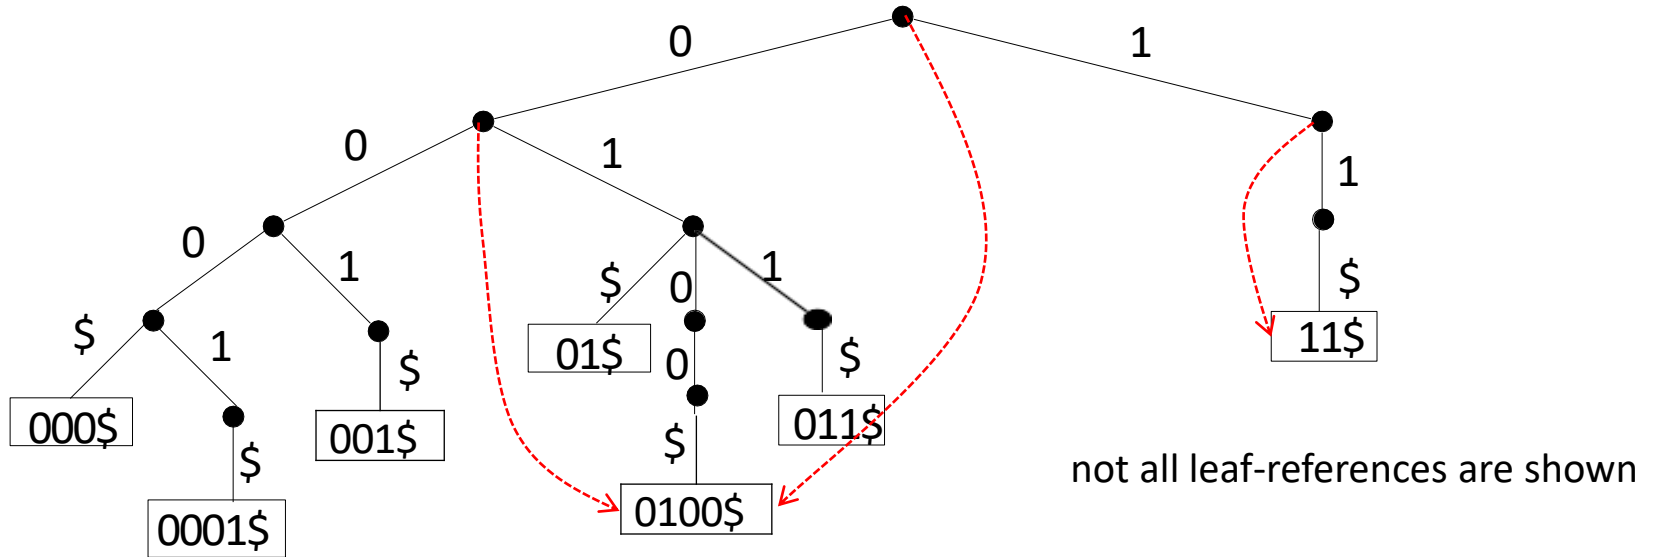 0 1
0 1 1
0 1 $ 0 1 $
$ 1 $ 01$ 0 $ 11$
000$ $ 001$ $ 011$
0001$ 0100$ not all leaf-references are shown